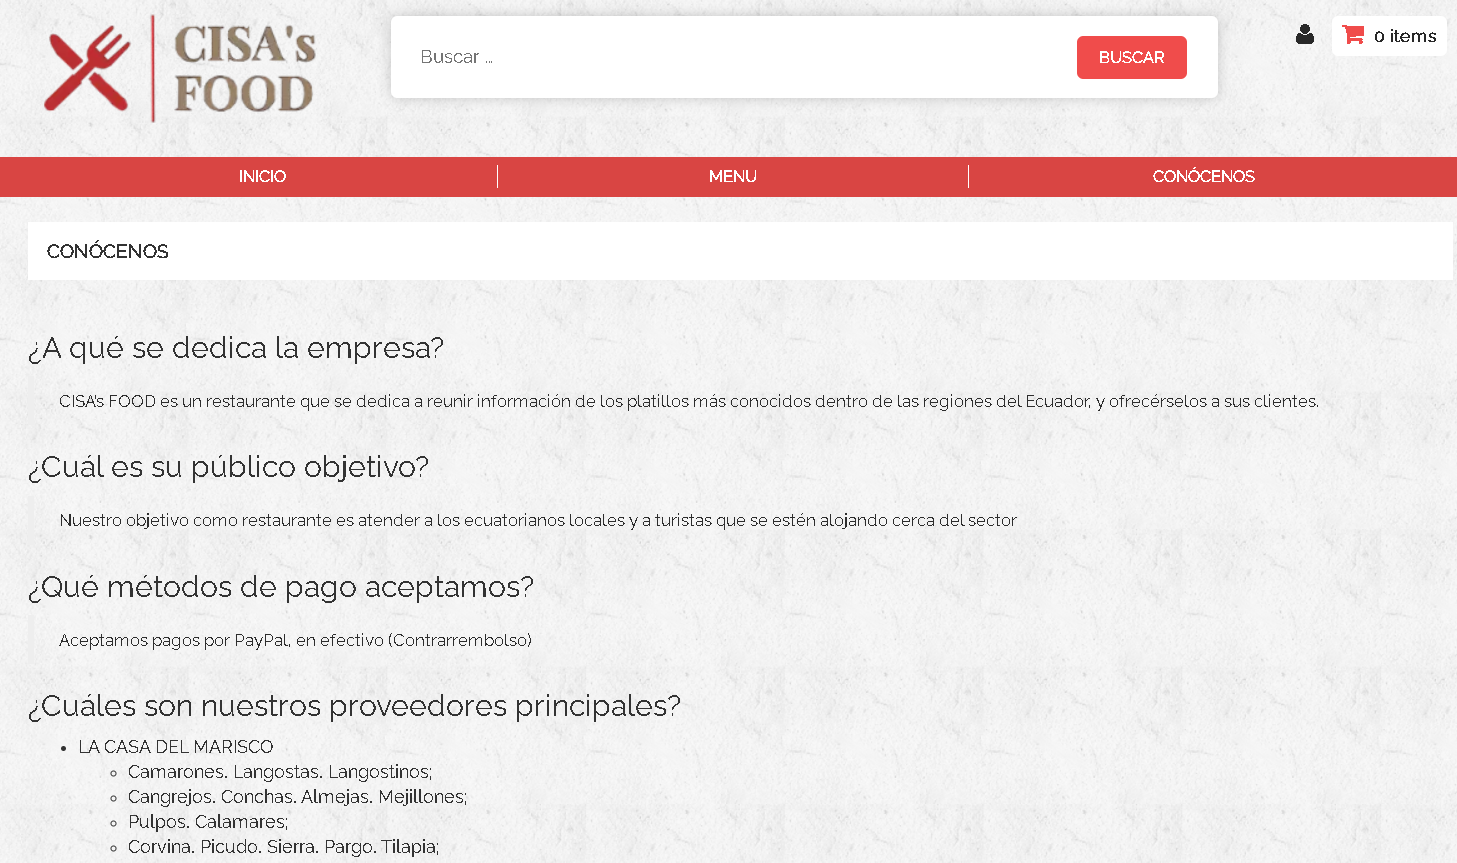 CISA's
FOOD
Buscar ...
BUSCAR
0 items
INICIO
MENU
CONÓCENOS
CONÓCENOS
¿A qué se dedica la empresa?
CISA's FOOD es un restaurante que se dedica a reunir información de los platillos más conocidos dentro de las regiones del Ecuador, y ofrecérselos a sus clientes.
¿Cuál es su público objetivo?
Nuestro objetivo como restaurante es atender a los ecuatorianos locales y a turistas que se estén alojando cerca del sector
¿Qué métodos de pago aceptamos?
Aceptamos pagos por PayPal, en efectivo (Contrarrembolso)
¿Cuáles son nuestros proveedores principales?
• LA CASA DEL MARISCO
◦ Camarones. Langostas. Langostinos;
◦ Cangrejos. Conchas. Almejas. Mejillones;
◦ Pulpos. Calamares;
◦ Corvina. Picudo. Sierra. Pargo. Tilapia;